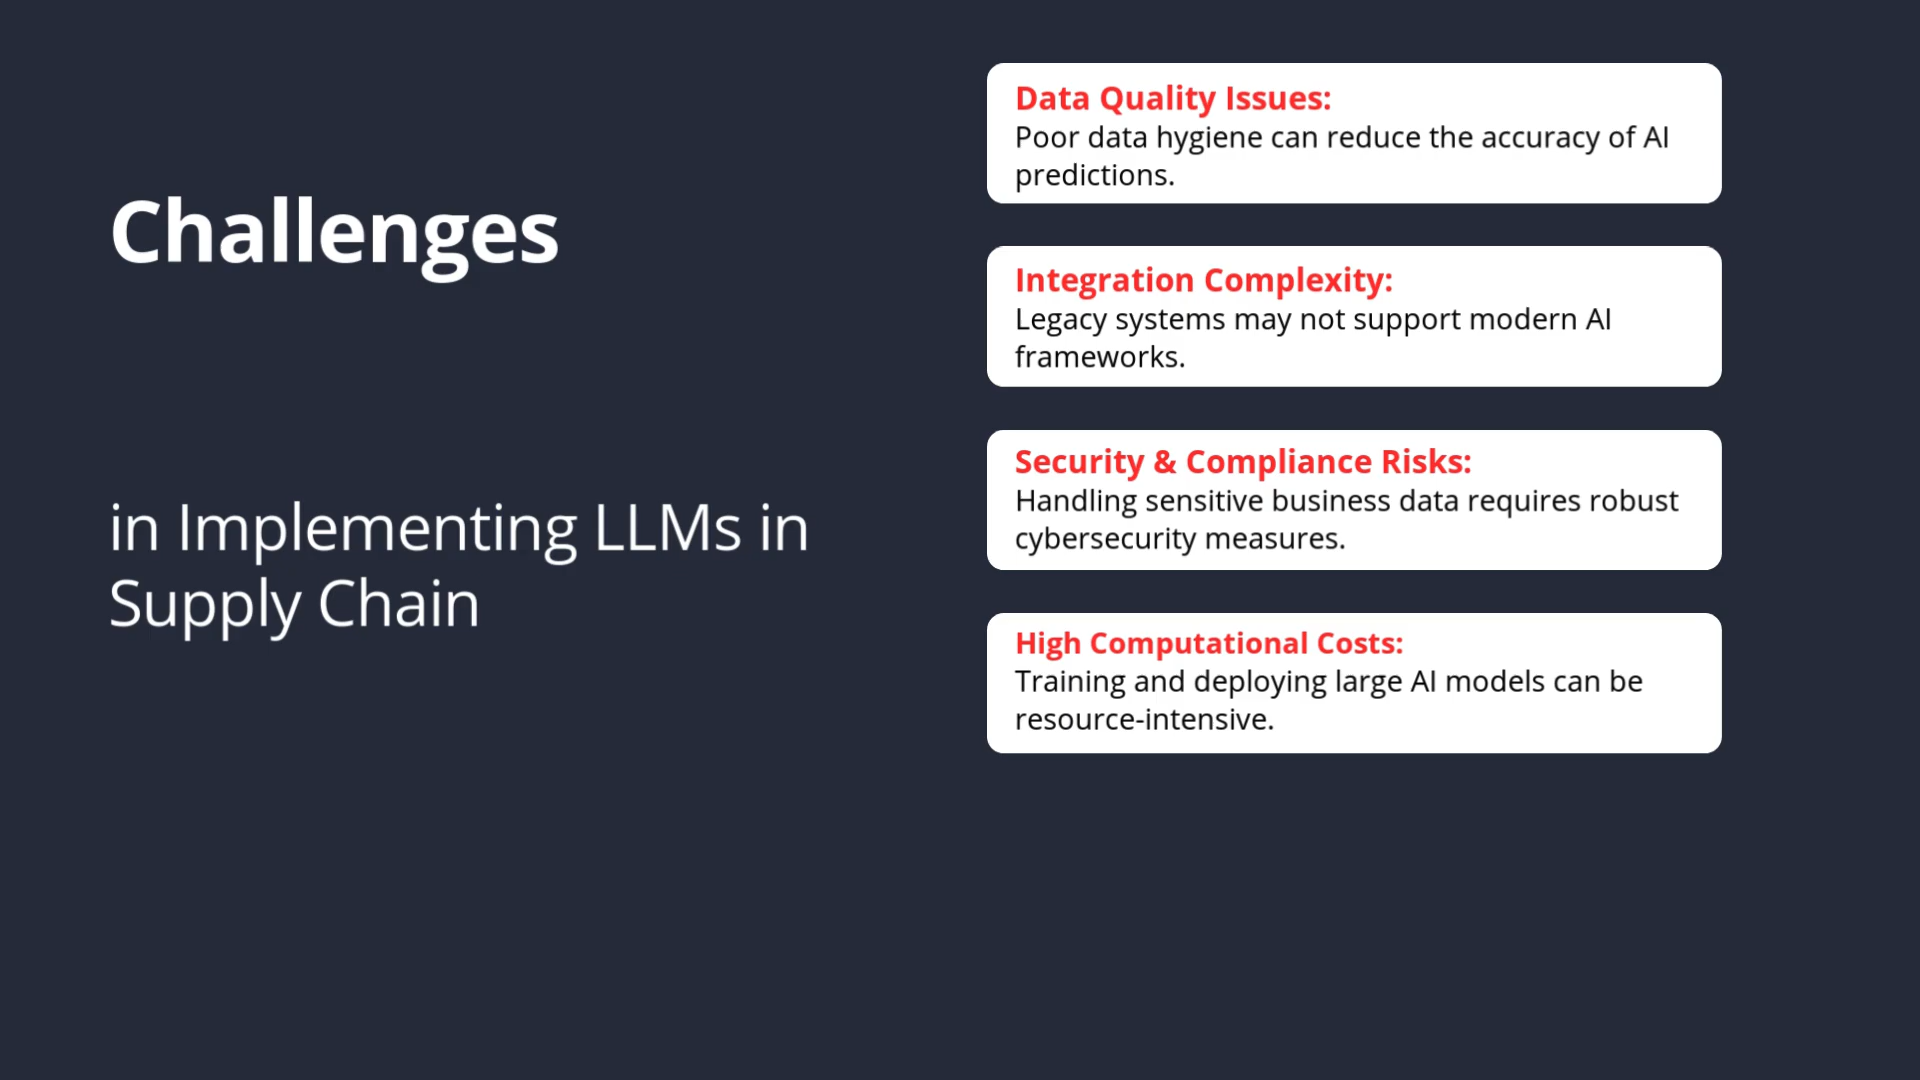 Challenges
in Implementing LLMs in
Supply Chain
Data Quality Issues:
Poor data hygiene can reduce the accuracy of AI
predictions.
Integration Complexity:
Legacy systems may not support modern AI
frameworks.
Security & Compliance Risks:
Handling sensitive business data requires robust
cybersecurity measures.
High Computational Costs:
Training and deploying large AI models can be
resource-intensive.